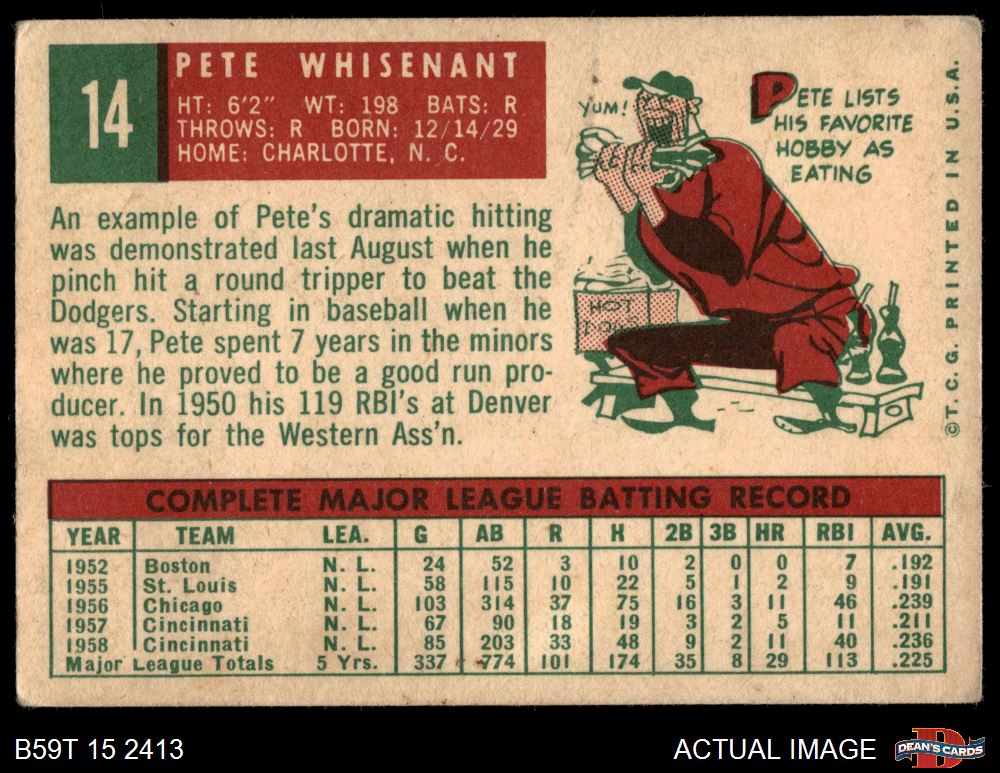 14
PETE WHISENANT
HT: 6'2" WT: 198 BATS: R
THROWS: R BORN: 12/14/29
HOME: CHARLOTTE, N. C.
An example of Pete's dramatic hitting
was demonstrated last August when he
pinch hit a round tripper to beat the
Dodgers. Starting in baseball when he
was 17, Pete spent 7 years in the minors
where he proved to be a good run pro-
ducer. In 1950 his 119 RBI's at Denver
was tops for the Western Ass'n.
YUM!
PETE LISTS
HIS FAVORITE
HOBBY AS
EATING
HOT
DOG
©T. C. G. PRINTED IN U.S.A.
COMPLETE MAJOR LEAGUE BATTING RECORD
YEAR TEAM LEA. G AB R H 2B 3B HR RBI AVG.
1952 Boston N. L. 24 52 3 10 2 0 0 7 .192
1955 St. Louis N. L. 58 115 10 22 5 1 2 9 .191
1956 Chicago N. L. 103 314 37 75 16 3 11 46 .239
1957 Cincinnati N. L. 67 90 18 19 3 2 5 11 .211
1958 Cincinnati N. L. 85 203 33 48 9 2 11 40 .236
Major League Totals 5 Yrs. 337 774 101 174 35 8 29 113 .225
B59T 15 2413
ACTUAL IMAGE
D
DEAN'S CARDS